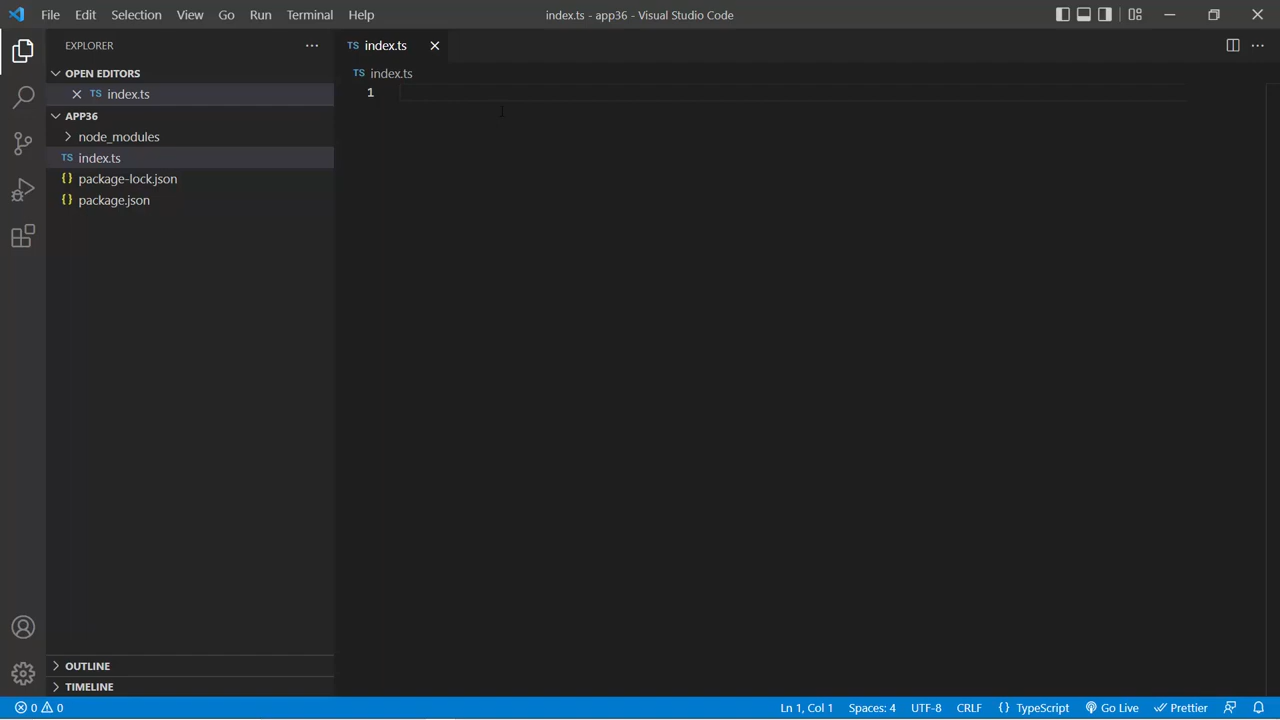 File Edit Selection View Go Run Terminal Help
index.ts - app36 - Visual Studio Code
EXPLORER
OPEN EDITORS
TS index.ts
APP36
node_modules
TS index.ts
{ } package-lock.json
{ } package.json
OUTLINE
TIMELINE
TS index.ts
TS index.ts
1
0 0
Ln 1, Col 1 Spaces: 4 UTF-8 CRLF { } TypeScript Go Live Prettier